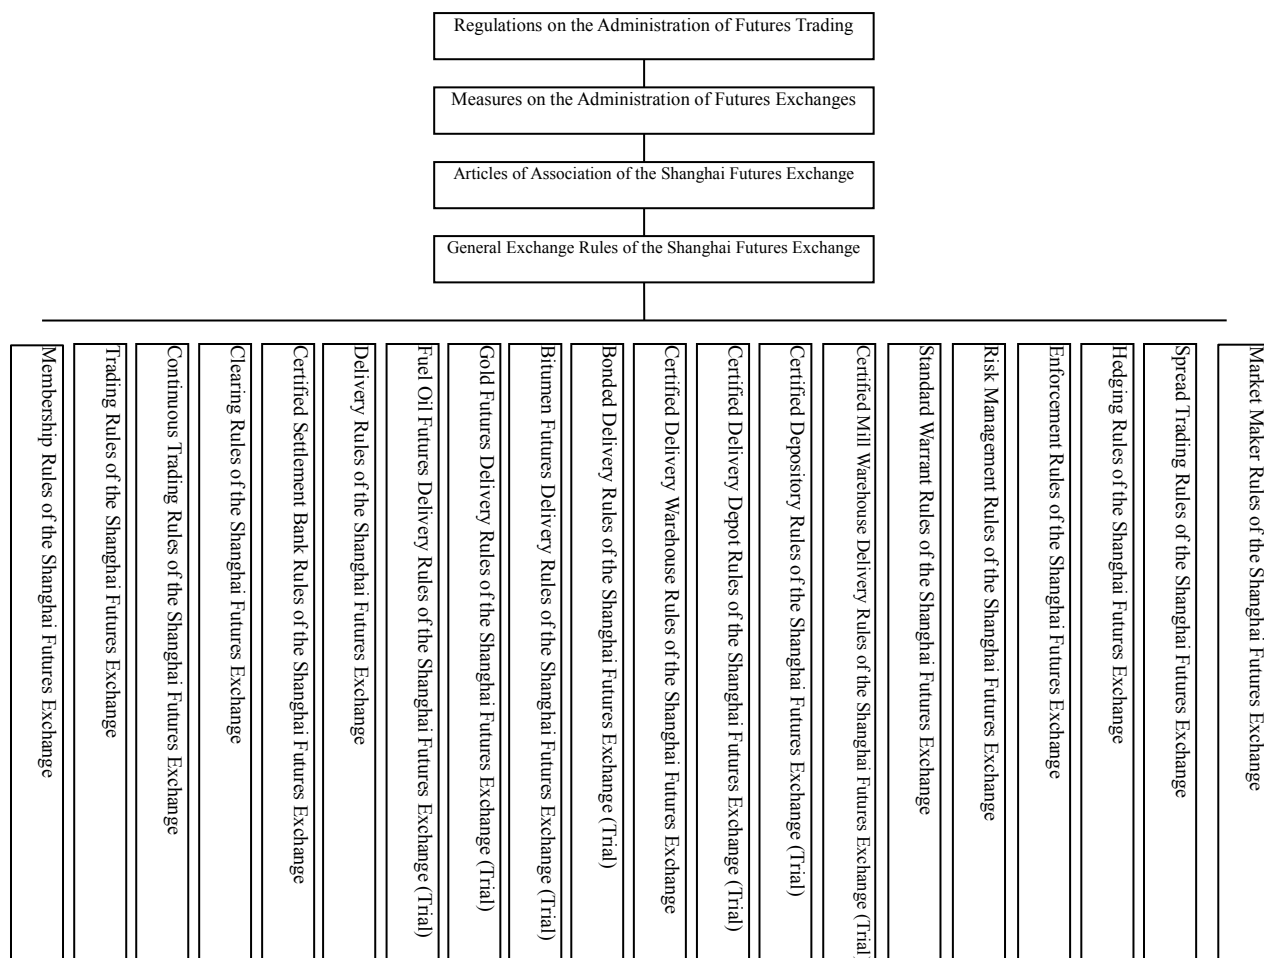 Regulations on the Administration of Futures Trading
Measures on the Administration of Futures Exchanges
Articles of Association of the Shanghai Futures Exchange
General Exchange Rules of the Shanghai Futures Exchange
Membership Rules of the Shanghai Futures Exchange
Trading Rules of the Shanghai Futures Exchange
Continuous Trading Rules of the Shanghai Futures Exchange
Clearing Rules of the Shanghai Futures Exchange
Certified Settlement Bank Rules of the Shanghai Futures Exchange
Delivery Rules of the Shanghai Futures Exchange
Fuel Oil Futures Delivery Rules of the Shanghai Futures Exchange (Trial)
Gold Futures Delivery Rules of the Shanghai Futures Exchange (Trial)
Bitumen Futures Delivery Rules of the Shanghai Futures Exchange (Trial)
Bonded Delivery Rules of the Shanghai Futures Exchange (Trial)
Certified Delivery Warehouse Rules of the Shanghai Futures Exchange
Certified Delivery Depot Rules of the Shanghai Futures Exchange (Trial)
Certified Depository Rules of the Shanghai Futures Exchange (Trial)
Certified Mill Warehouse Delivery Rules of the Shanghai Futures Exchange (Trial)
Standard Warrant Rules of the Shanghai Futures Exchange
Risk Management Rules of the Shanghai Futures Exchange
Enforcement Rules of the Shanghai Futures Exchange
Hedging Rules of the Shanghai Futures Exchange
Spread Trading Rules of the Shanghai Futures Exchange
Market Maker Rules of the Shanghai Futures Exchange